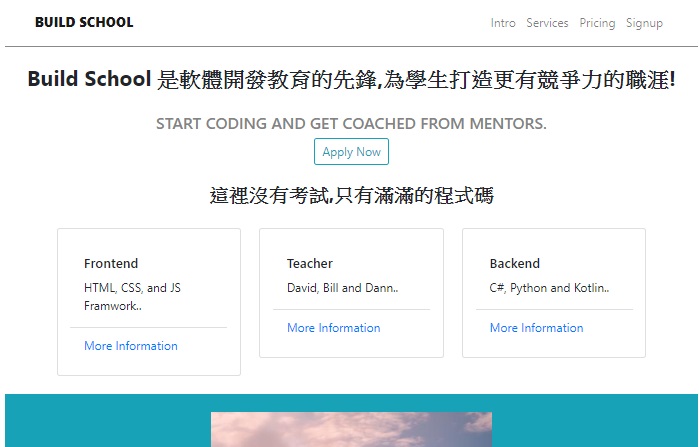 BUILD SCHOOL
Intro Services Pricing Signup
Build School 是軟體開發教育的先鋒,為學生打造更有競爭力的職涯!
START CODING AND GET COACHED FROM MENTORS.
Apply Now
這裡沒有考試,只有滿滿的程式碼
Frontend
HTML, CSS, and JS
Framwork..
More Information
Teacher
David, Bill and Dann..
More Information
Backend
C#, Python and Kotlin..
More Information